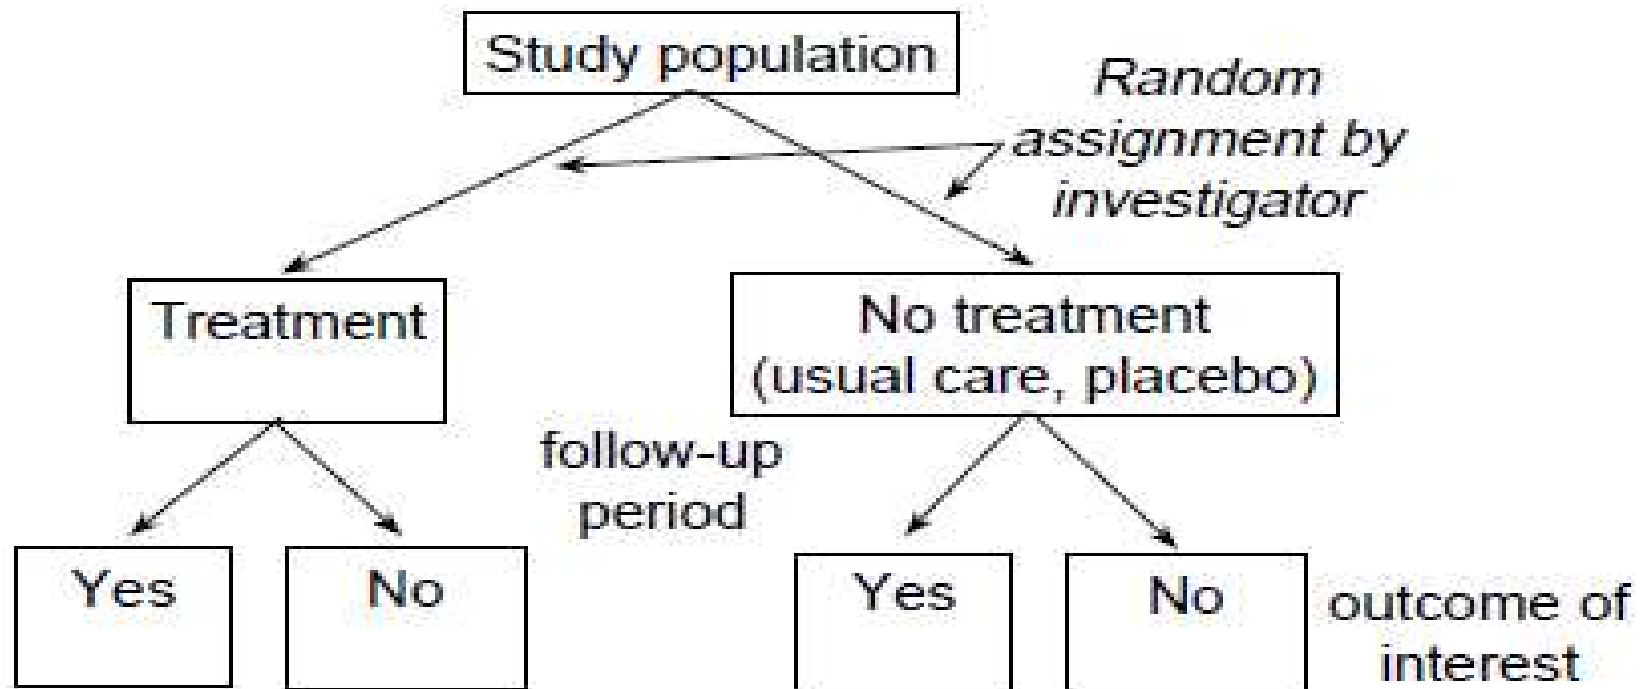 Study population
Random
assignment by
investigator
Treatment
No treatment
(usual care, placebo)
follow-up
period
Yes
No
Yes
No
outcome of
interest